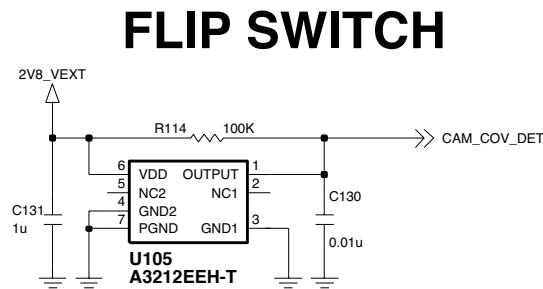 FLIP SWITCH
2V8_VEXT
R114 100K
CAM_COV_DET
6 VDD OUTPUT 1
5 NC2 NC1 2
4 GND2
7 PGND GND1 3
C131
1u
C130
0.01u
U105
A3212EEH-T